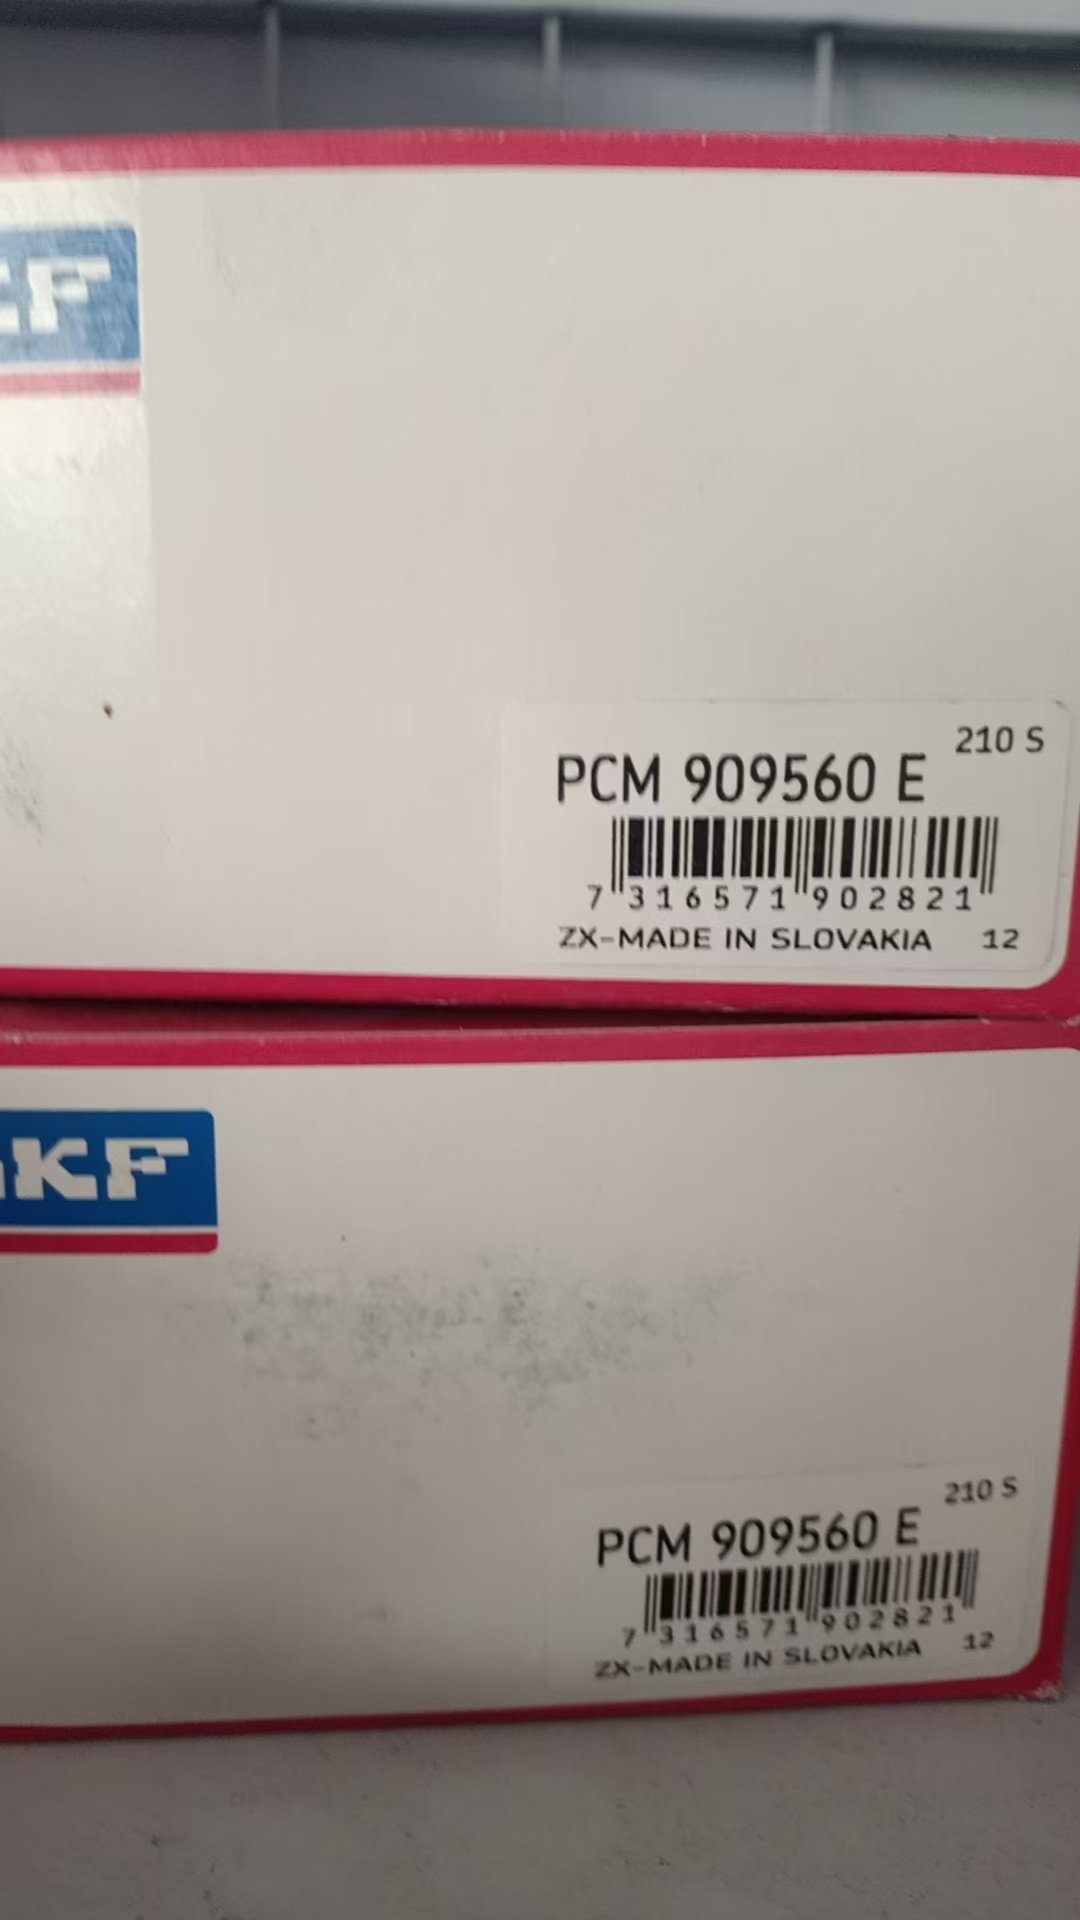 KF
210 S
PCM 909560 E
7 316571 902821
ZX-MADE IN SLOVAKIA 12
KF
210 S
PCM 909560 E
7 316571 902821
ZX-MADE IN SLOVAKIA 12